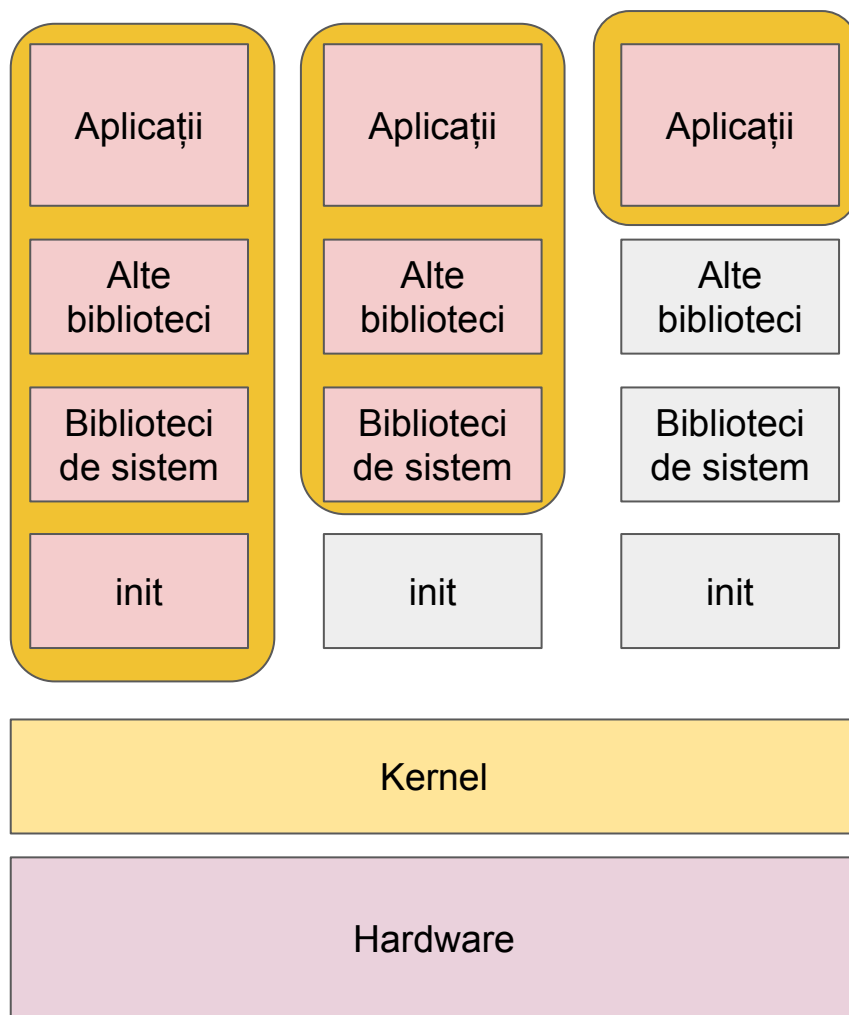 Aplicații
Aplicații
Aplicații
Alte
biblioteci
Alte
biblioteci
Alte
biblioteci
Biblioteci
de sistem
Biblioteci
de sistem
Biblioteci
de sistem
init
init
init
Kernel
Hardware